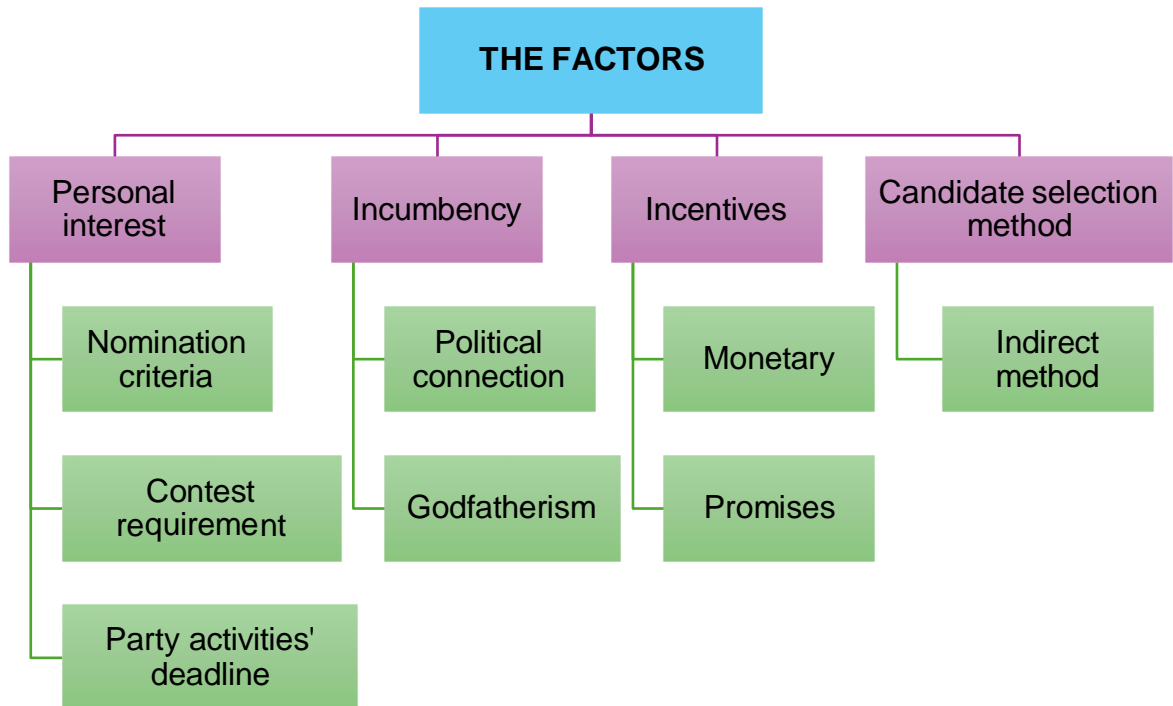 THE FACTORS
Personal
interest
Incumbency
Incentives
Candidate selection
method
Nomination
criteria
Political
connection
Monetary
Indirect
method
Contest
requirement
Godfatherism
Promises
Party activities'
deadline